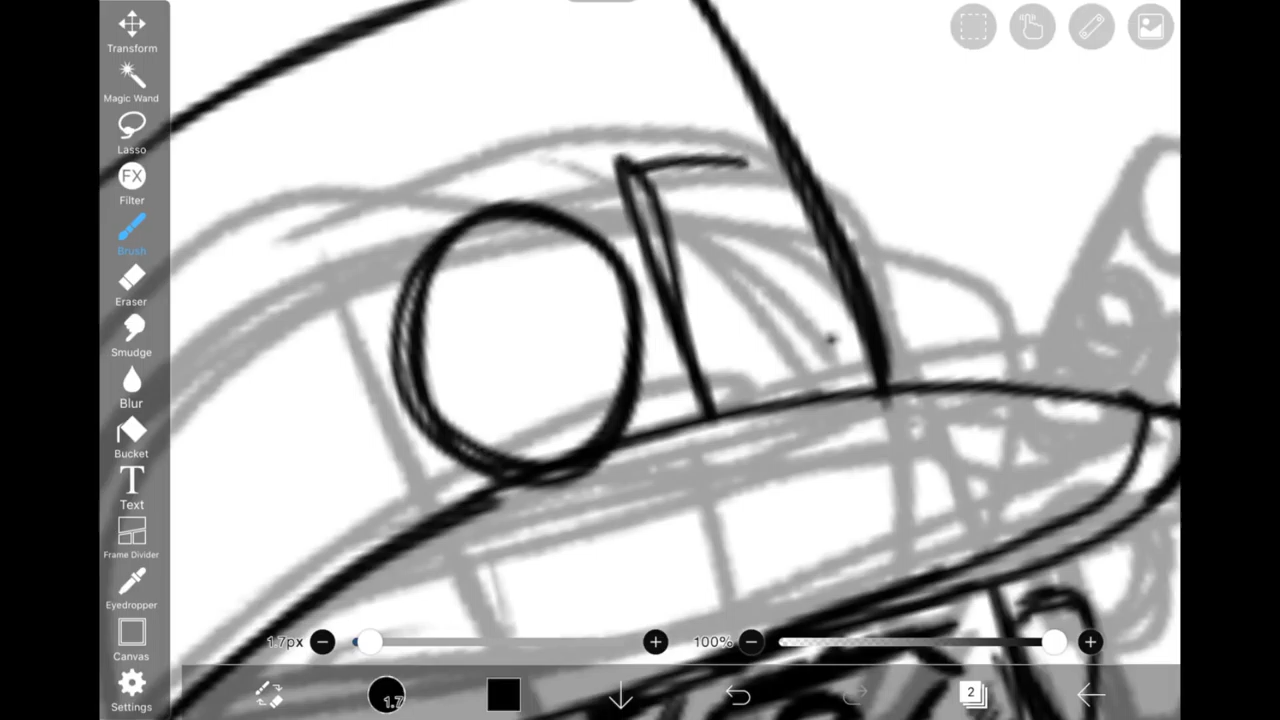 Transform
Magic Wand
Lasso
FX
Filter
Brush
Eraser
Smudge
Blur
Bucket
T
Text
Frame Divider
Eyedropper
Canvas
Settings
1.7px
100%
1.7
2